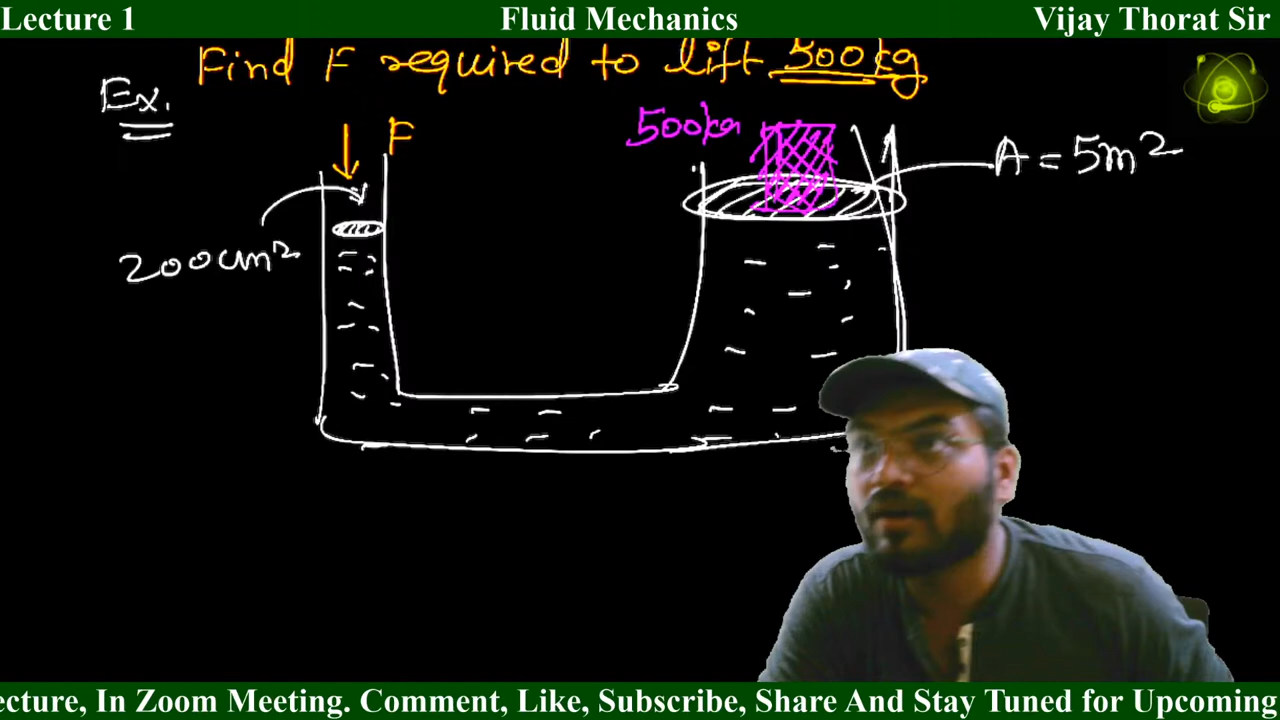 Lecture 1 Fluid Mechanics Vijay Thorat Sir
Find F required to lift 500kg
Ex.
F
500kg
A = 5m²
200cm²
ecture, In Zoom Meeting. Comment, Like, Subscribe, Share And Stay Tuned for Upcoming